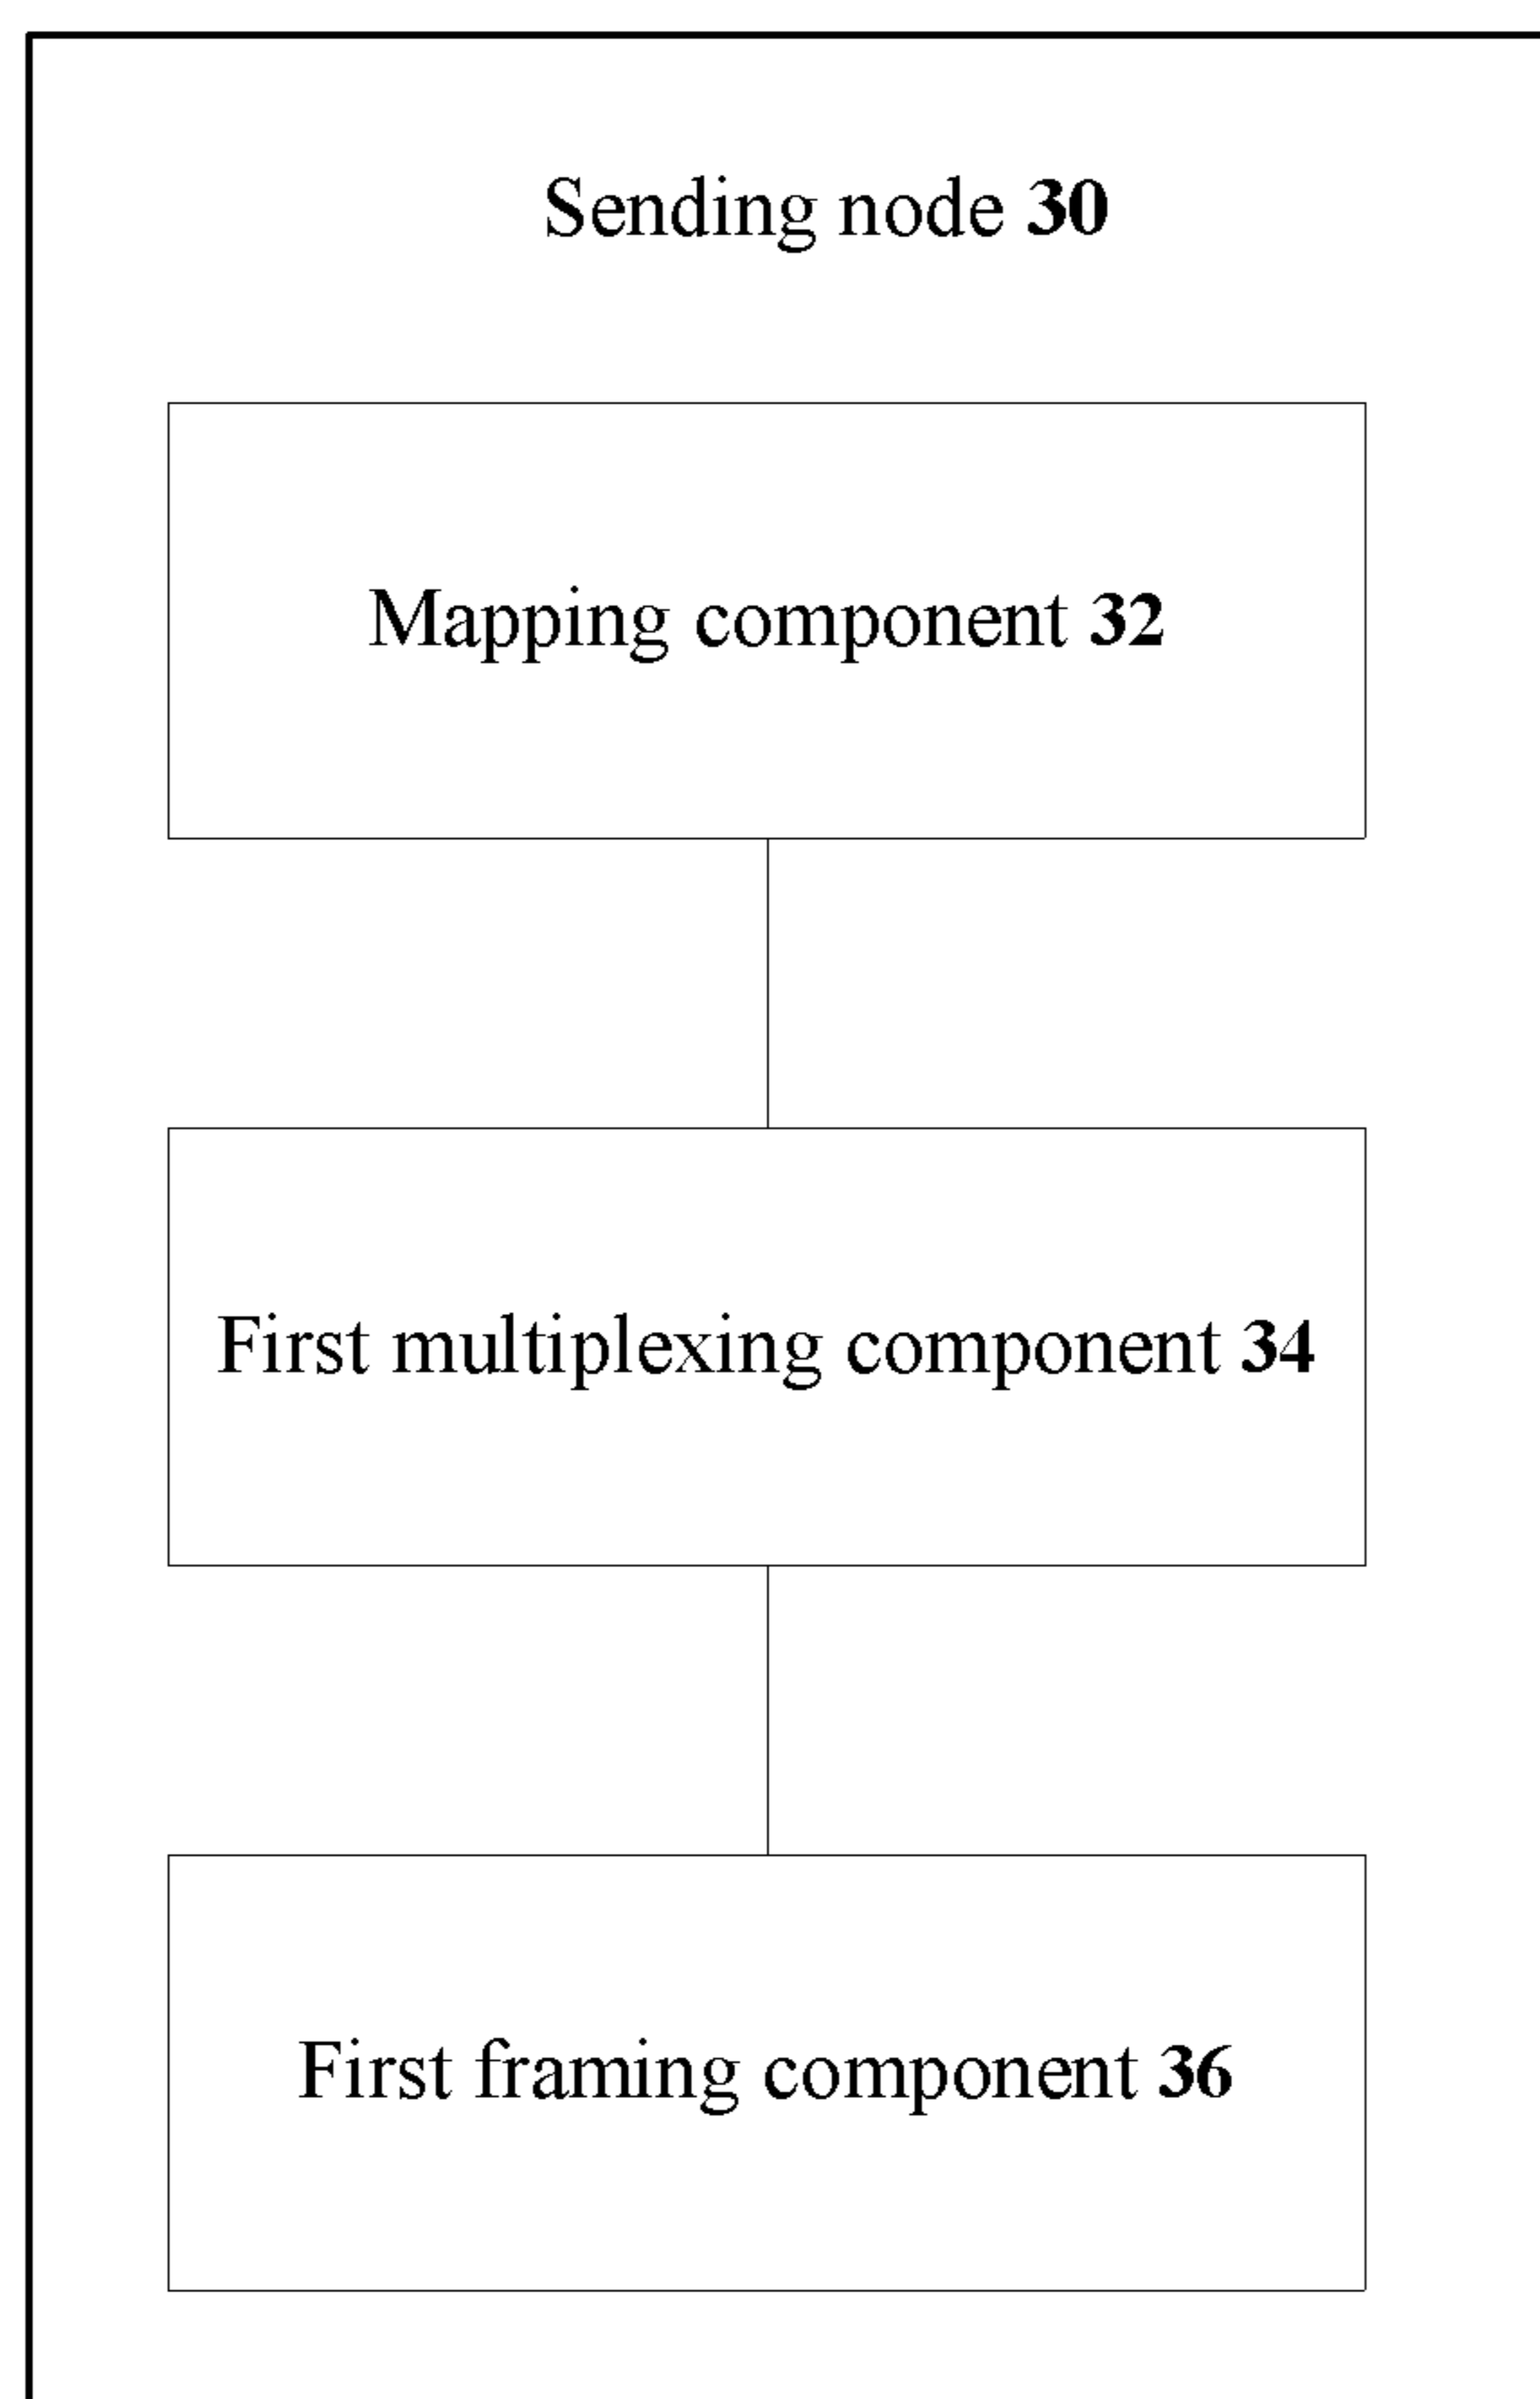 Sending node 30
Mapping component 32
First multiplexing component 34
First framing component 36